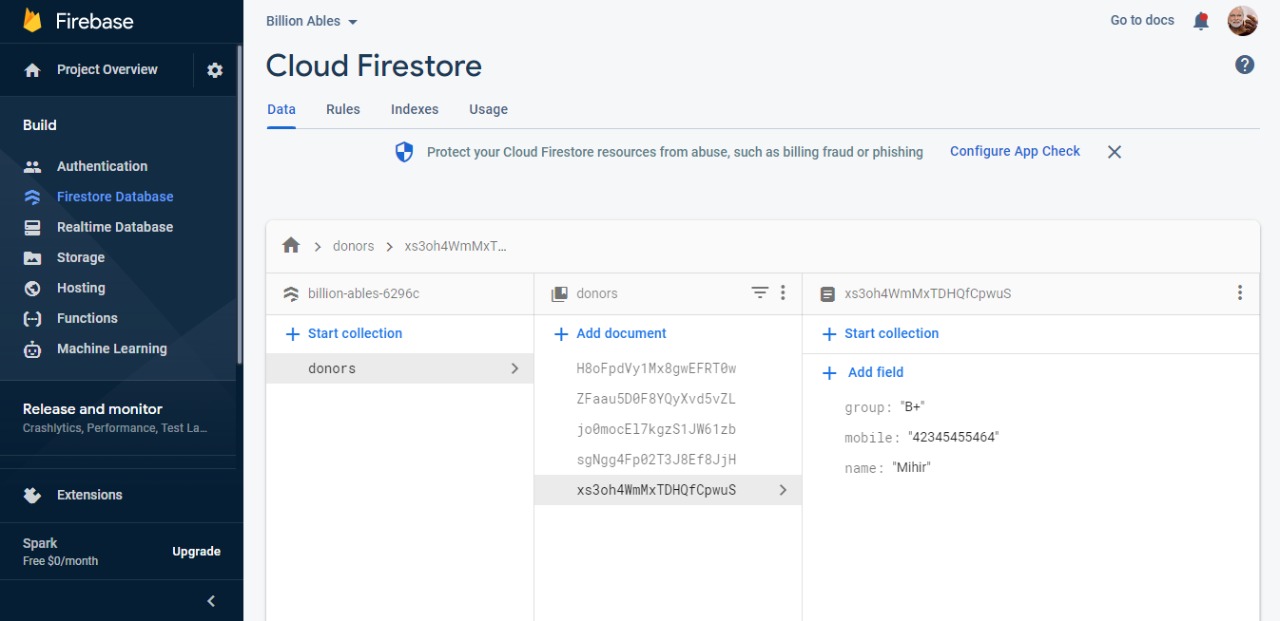 Firebase
Project Overview
Build
Authentication
Firestore Database
Realtime Database
Storage
Hosting
Functions
Machine Learning
Release and monitor
Crashlytics, Performance, Test La...
Extensions
Spark
Free $0/month
Upgrade
Billion Ables
Go to docs
Cloud Firestore
?
Data Rules Indexes Usage
Protect your Cloud Firestore resources from abuse, such as billing fraud or phishing Configure App Check
donors > xs3oh4WmMxT...
billion-ables-6296c
+ Start collection
donors
donors
+ Add document
H8oFpdVy1Mx8gwEFRT0w
ZFaau5D0F8YQyXvd5vZL
jo0mocEl7kgzS1JW61zb
sgNgg4Fp02T3J8Ef8JjH
xs3oh4WmMxTDHQfCpwuS
xs3oh4WmMxTDHQfCpwuS
+ Start collection
+ Add field
group: "B+"
mobile: "42345455464"
name: "Mihir"